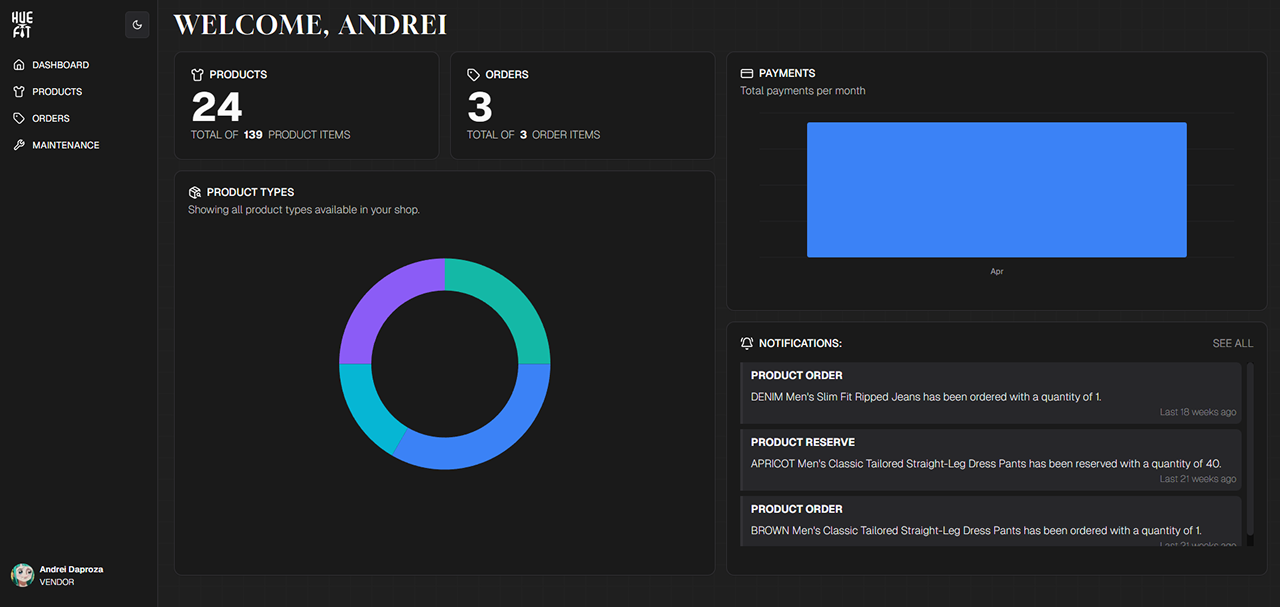 HUE
FIT
DASHBOARD
PRODUCTS
ORDERS
MAINTENANCE
Andrei Daproza
VENDOR
WELCOME, ANDREI
PRODUCTS
24
TOTAL OF 139 PRODUCT ITEMS
ORDERS
3
TOTAL OF 3 ORDER ITEMS
PRODUCT TYPES
Showing all product types available in your shop.
PAYMENTS
Total payments per month
Apr
NOTIFICATIONS:
SEE ALL
PRODUCT ORDER
DENIM Men's Slim Fit Ripped Jeans has been ordered with a quantity of 1.
Last 18 weeks ago
PRODUCT RESERVE
APRICOT Men's Classic Tailored Straight-Leg Dress Pants has been reserved with a quantity of 40.
Last 21 weeks ago
PRODUCT ORDER
BROWN Men's Classic Tailored Straight-Leg Dress Pants has been ordered with a quantity of 1.
Last 21 weeks ago